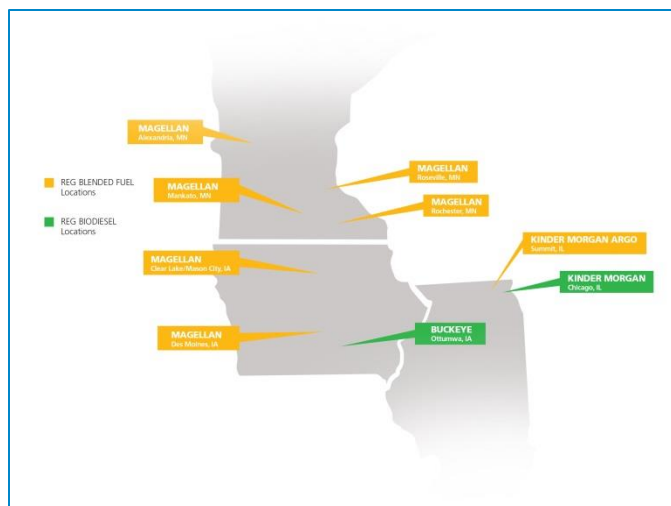 MAGELLAN
Alexandria, MN
MAGELLAN
Roseville, MN
REG BLENDED FUEL
Locations
MAGELLAN
Mankato, MN
MAGELLAN
Rochester, MN
REG BIODIESEL
Locations
KINDER MORGAN ARGO
Summit, IL
MAGELLAN
Clear Lake/Mason City, IA
KINDER MORGAN
Chicago, IL
MAGELLAN
Des Moines, IA
BUCKEYE
Ottumwa, IA